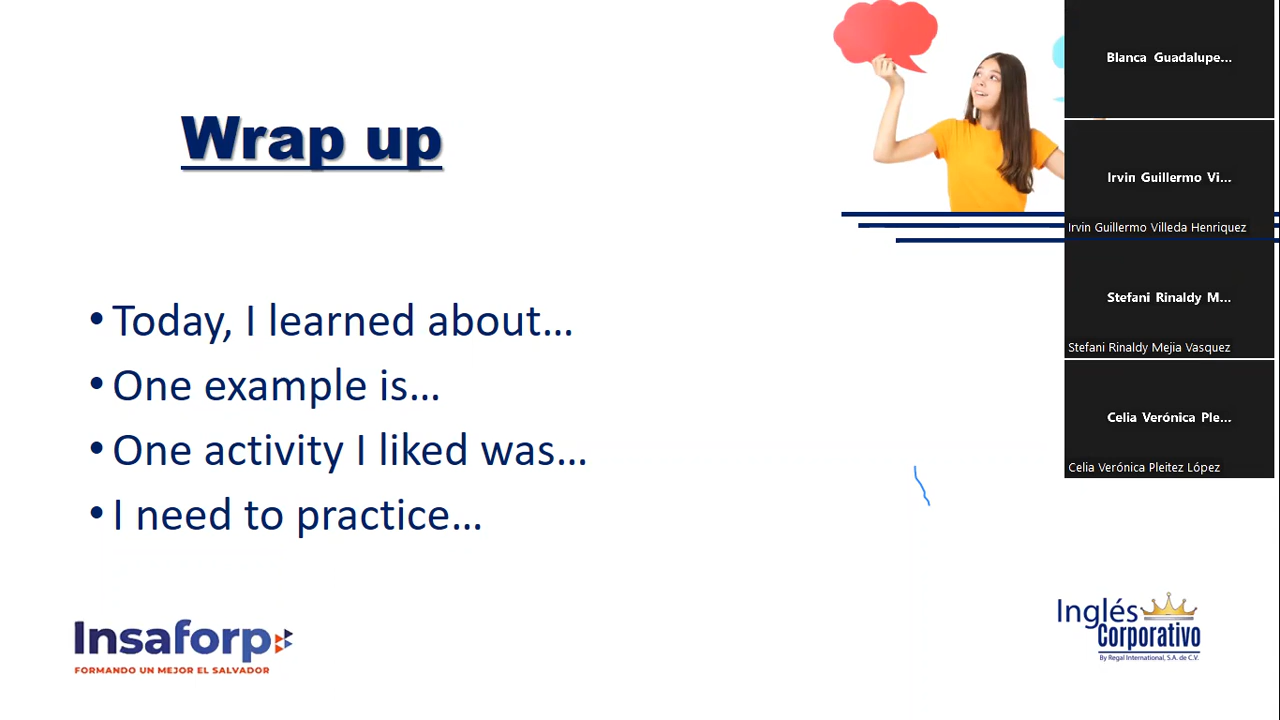 Wrap up
• Today, I learned about...
• One example is...
• One activity I liked was...
• I need to practice...
Insaforp
FORMANDO UN MEJOR EL SALVADOR
Inglés
Corporativo
By Regal International, S.A. de C.V.
Blanca Guadalupe...
Irvin Guillermo Vi...
Irvin Guillermo Villeda Henriquez
Stefani Rinaldy M...
Stefani Rinaldy Mejia Vasquez
Celia Verónica Ple...
Celia Verónica Pleitez López